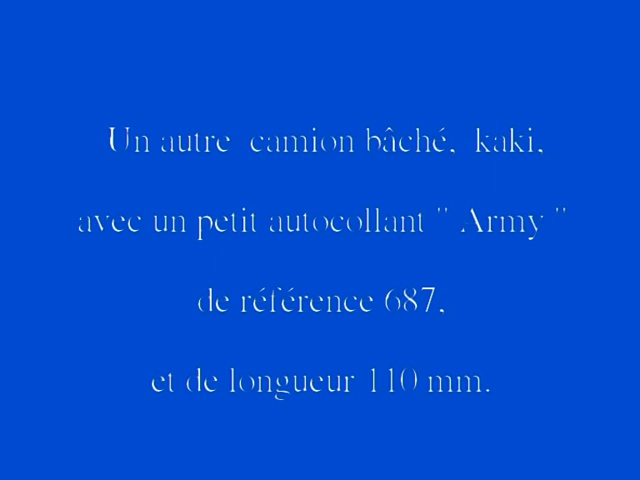 Un autre camion bâché, kaki,
avec un petit autocollant " Army "
de référence 687,
et de longueur 110 mm.